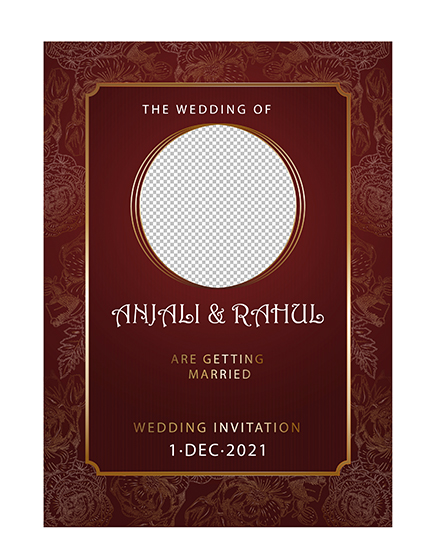 THE WEDDING OF
ANJALI & RAHUL
ARE GETTING
MARRIED
WEDDING INVITATION
1·DEC·2021